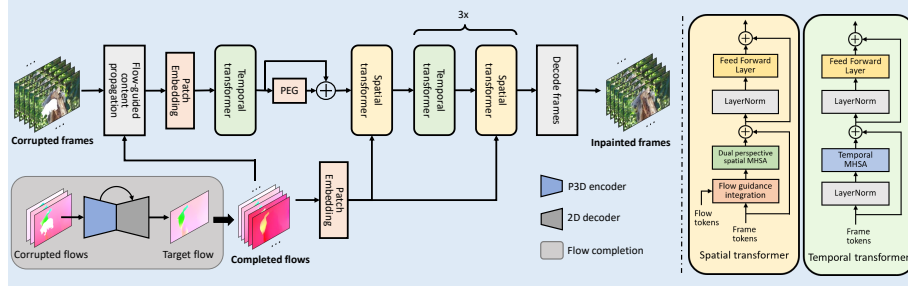 3x
Corrupted frames
Flow-guided
content
propagation
Patch
Embedding
Temporal
transformer
PEG
Spatial
transformer
Temporal
transformer
Spatial
transformer
Decode frames
Inpainted frames
Corrupted flows
Target flow
Completed flows
Patch
Embedding
P3D encoder
2D decoder
Flow completion
Feed Forward
Layer
LayerNorm
Dual perspective
spatial MHSA
Flow guidance
integration
Flow
tokens
Frame
tokens
Spatial transformer
Feed Forward
Layer
LayerNorm
Temporal
MHSA
LayerNorm
Frame
tokens
Temporal transformer